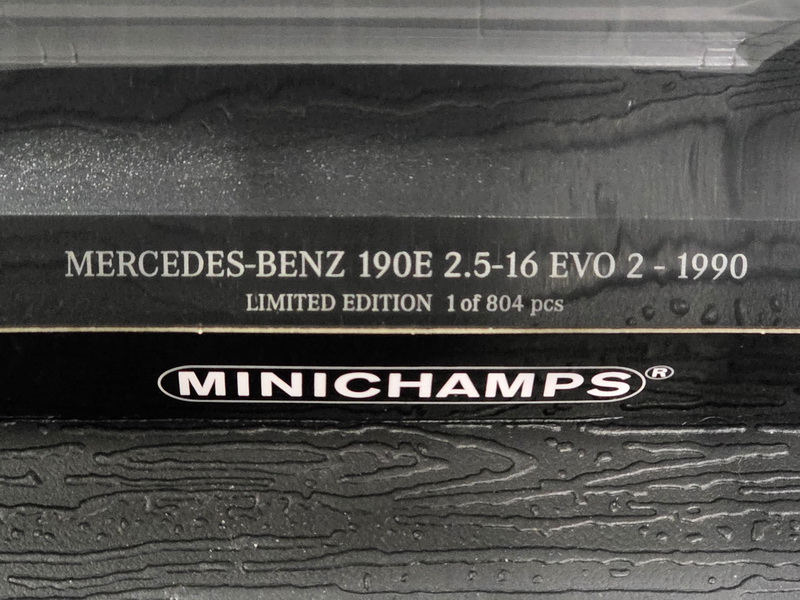 MERCEDES-BENZ 190E 2.5-16 EVO 2 - 1990
LIMITED EDITION 1 of 804 pcs
MINICHAMPS®